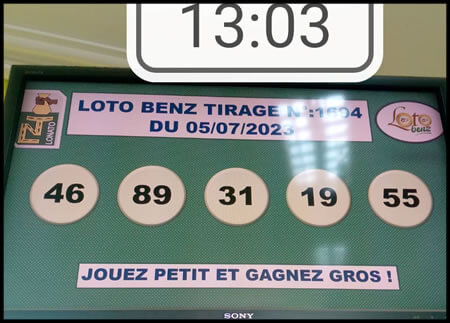 13:03
LOTO BENZ TIRAGE N°:1604
DU 05/07/2023
LONATO
Loto
benz
46 89 31 19 55
JOUEZ PETIT ET GAGNEZ GROS !
SONY